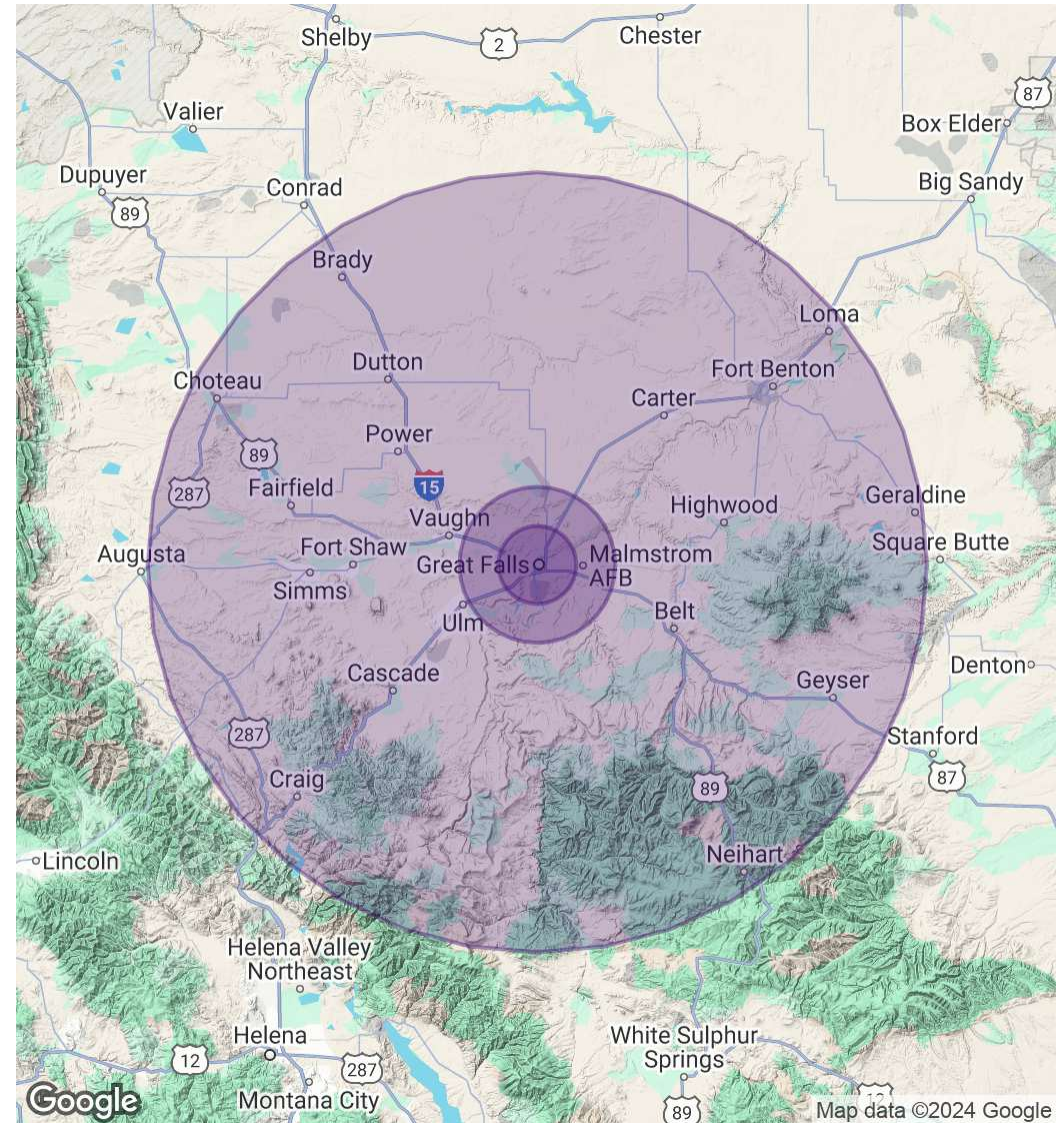 Shelby
2
Chester
87
Valier
Box Elder
Dupuyer
Conrad
Big Sandy
89
Brady
Loma
Dutton
Fort Benton
Choteau
Carter
Power
89
287
15
Fairfield
Highwood
Geraldine
Vaughn
Augusta
Fort Shaw
Square Butte
Great Falls
Malmstrom
AFB
Simms
Ulm
Belt
Cascade
Denton
Geyser
287
Stanford
Craig
87
89
Lincoln
Neihart
Helena Valley
Northeast
Helena
White Sulphur
Springs
12
287
Google
Montana City
89
12
Map data ©2024 Google